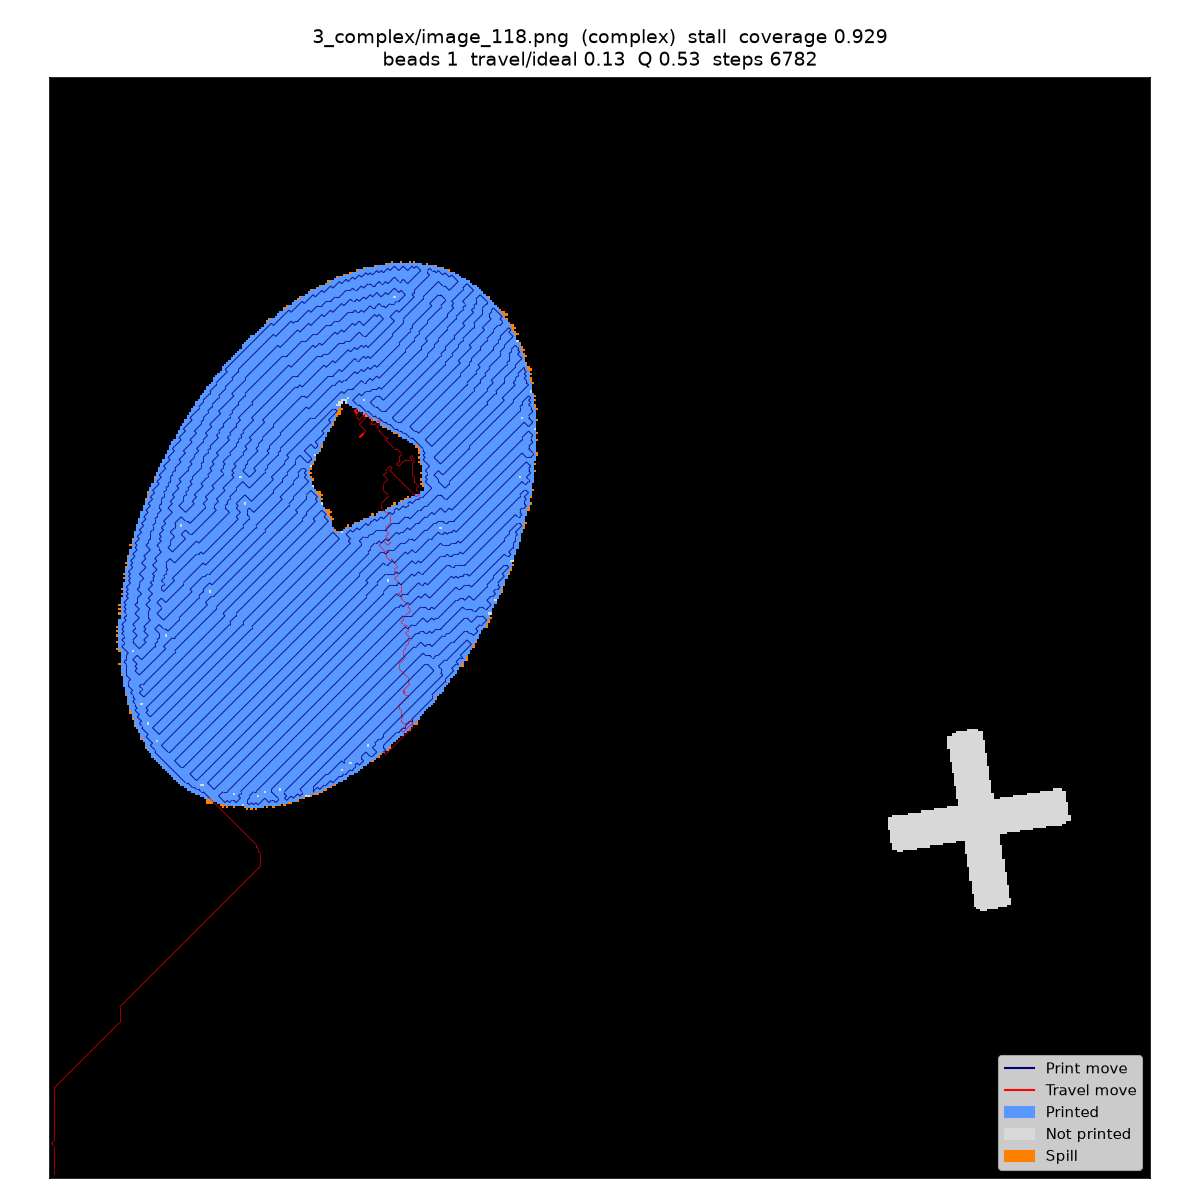 3_complex/image_118.png (complex) stall coverage 0.929
beads 1 travel/ideal 0.13 Q 0.53 steps 6782
Print move
Travel move
Printed
Not printed
Spill